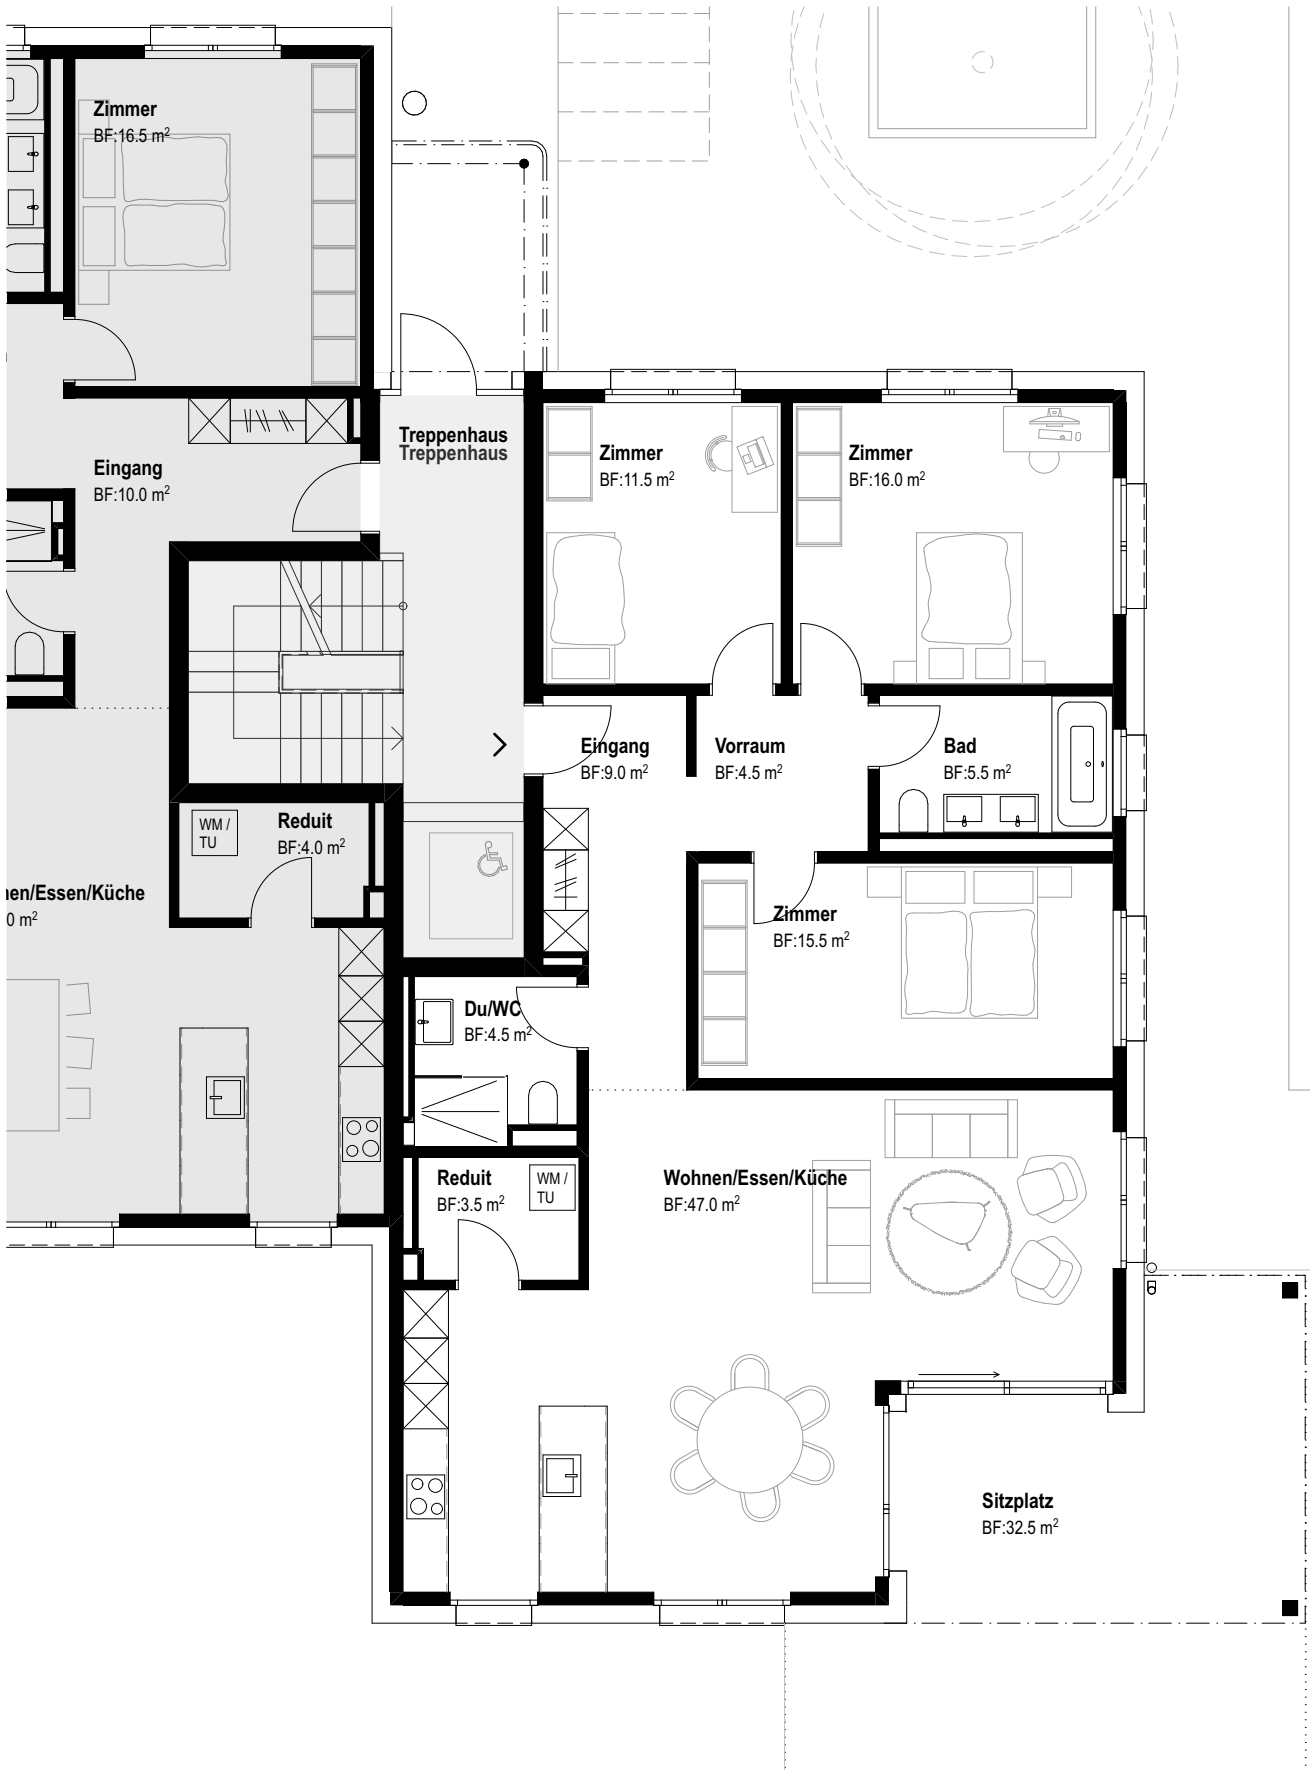 Zimmer
BF:16.5 m²
Treppenhaus
Treppenhaus
Eingang
BF:10.0 m²
Zimmer
BF:11.5 m²
Zimmer
BF:16.0 m²
Eingang
BF:9.0 m²
Vorraum
BF:4.5 m²
Bad
BF:5.5 m²
WM /
TU
Reduit
BF:4.0 m²
nen/Essen/Küche
0 m²
Zimmer
BF:15.5 m²
Du/WC
BF:4.5 m²
Reduit
BF:3.5 m²
WM /
TU
Wohnen/Essen/Küche
BF:47.0 m²
Sitzplatz
BF:32.5 m²